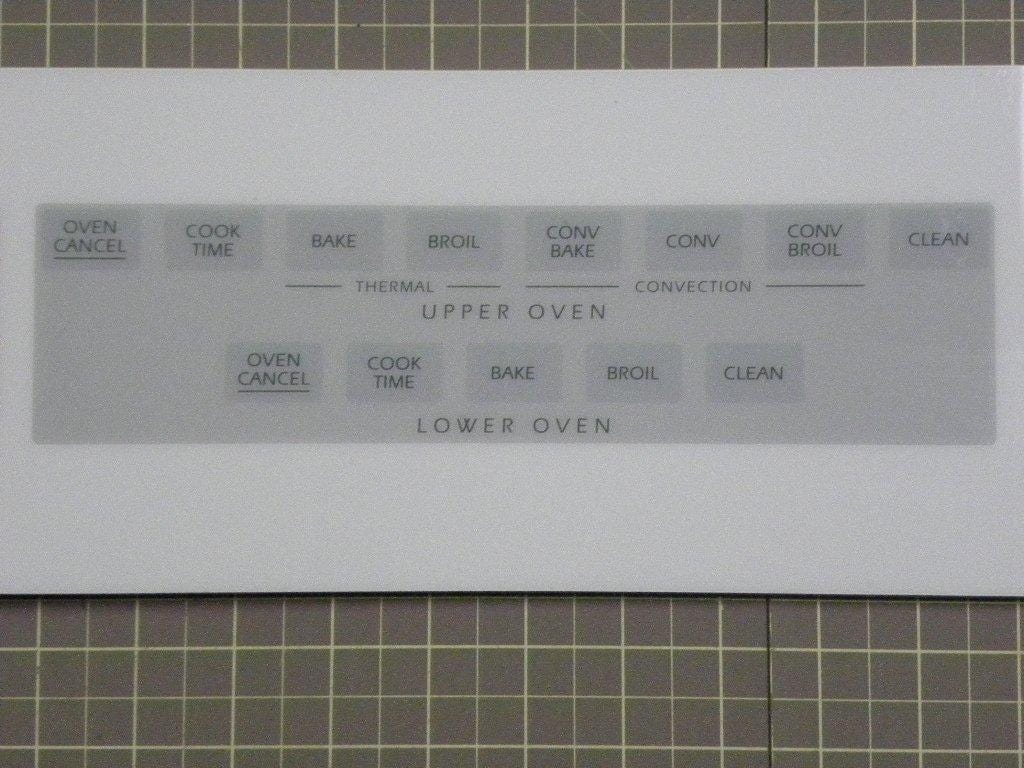 OVEN CANCEL COOK TIME BAKE BROIL CONV BAKE CONV CONV BROIL CLEAN
THERMAL CONVECTION
UPPER OVEN
OVEN CANCEL COOK TIME BAKE BROIL CLEAN
LOWER OVEN